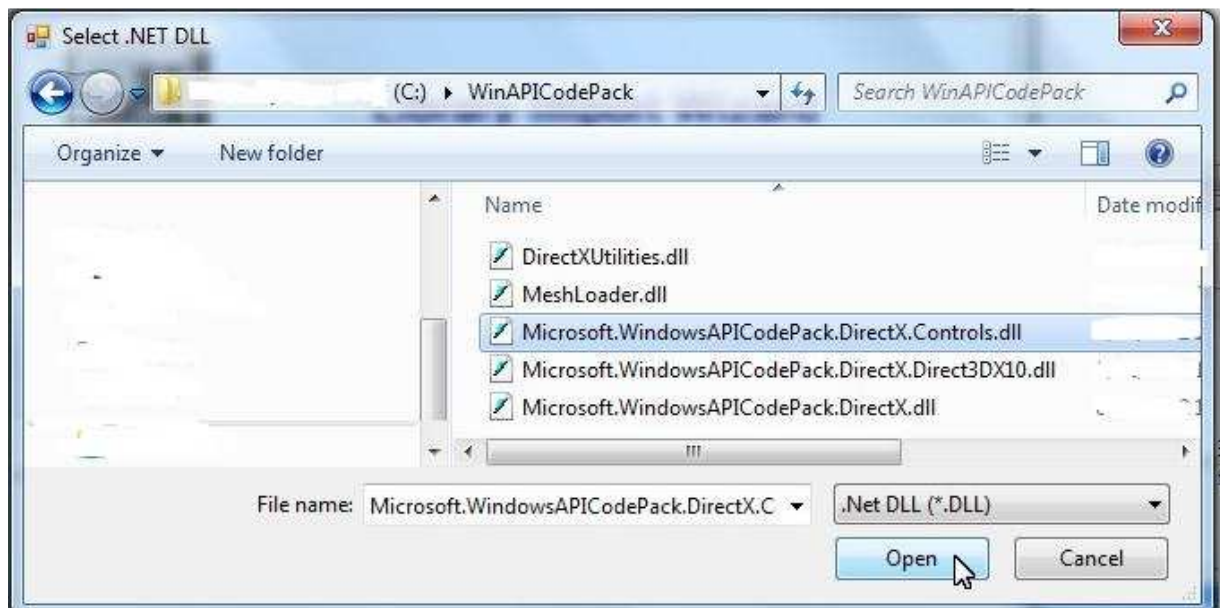 Select .NET DLL
(C:) WinAPICodePack
Search WinAPICodePack
Organize
New folder
Name
Date modif
DirectXUtilities.dll
MeshLoader.dll
Microsoft.WindowsAPICodePack.DirectX.Controls.dll
Microsoft.WindowsAPICodePack.DirectX.Direct3DX10.dll
Microsoft.WindowsAPICodePack.DirectX.dll
File name: Microsoft.WindowsAPICodePack.DirectX.C
.Net DLL (*.DLL)
Open
Cancel